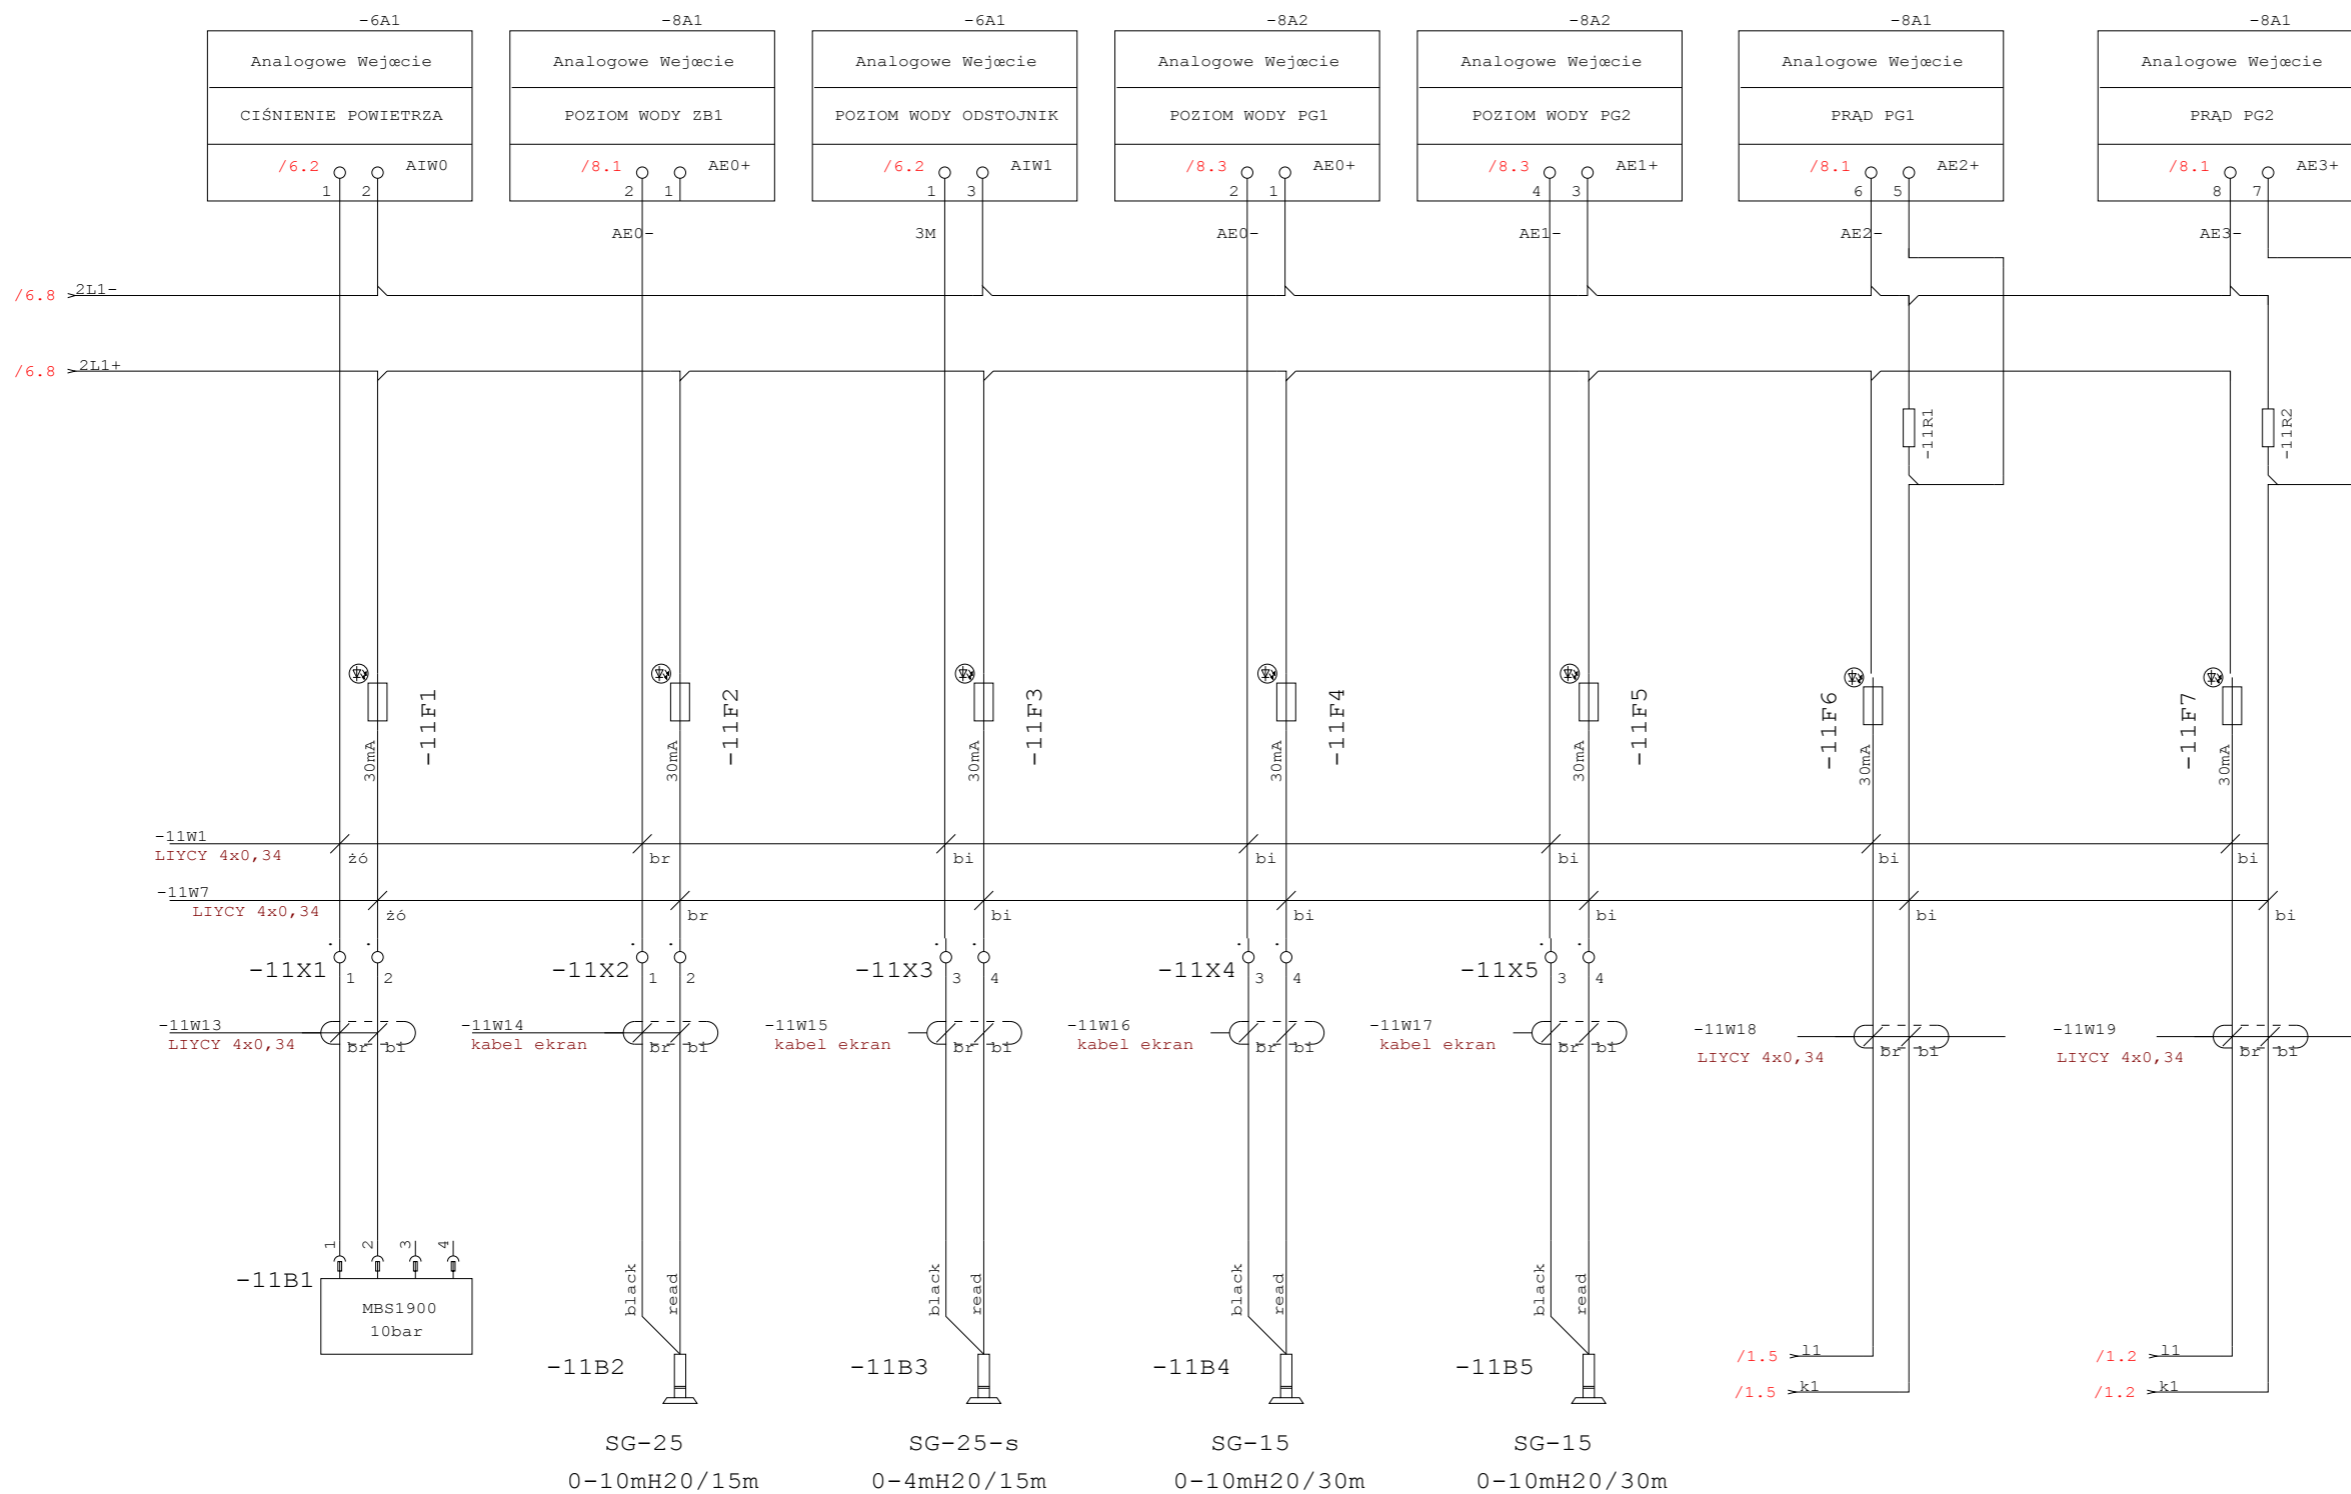 -6A1 -8A1 -6A1 -8A2 -8A2 -8A1 -8A1
Analogowe Wejœcie Analogowe Wejœcie Analogowe Wejœcie Analogowe Wejœcie Analogowe Wejœcie Analogowe Wejœcie Analogowe Wejœcie
CIŚNIENIE POWIETRZA POZIOM WODY ZB1 POZIOM WODY ODSTOJNIK POZIOM WODY PG1 POZIOM WODY PG2 PRĄD PG1 PRĄD PG2
/6.2 AIW0 /8.1 AE0+ /6.2 AIW1 /8.3 AE0+ /8.3 AE1+ /8.1 AE2+ /8.1 AE3+
1 2 2 1 1 3 2 1 4 3 6 5 8 7
AE0- 3M AE0- AE1- AE2- AE3-
/6.8 2L1-
/6.8 2L1+
-11R1 -11R2
-11F1 -11F2 -11F3 -11F4 -11F5 -11F6 -11F7
30mA 30mA 30mA 30mA 30mA 30mA 30mA
-11W1
LIYCY 4x0,34 żó br bi bi bi bi bi
-11W7
LIYCY 4x0,34 żó br bi bi bi bi bi
-11X1 1 2 -11X2 1 2 -11X3 3 4 -11X4 3 4 -11X5 3 4
-11W13 -11W14 -11W15 -11W16 -11W17 -11W18 -11W19
LIYCY 4x0,34 br bi kabel ekran br bi kabel ekran br bi kabel ekran br bi kabel ekran br bi LIYCY 4x0,34 br bi LIYCY 4x0,34 br bi
1 2 3 4
-11B1 black read black read black read black read
MBS1900
10bar
/1.5 l1 /1.2 l1
-11B2 -11B3 -11B4 -11B5
/1.5 k1 /1.2 k1
SG-25 SG-25-s SG-15 SG-15
0-10mH20/15m 0-4mH20/15m 0-10mH20/30m 0-10mH20/30m